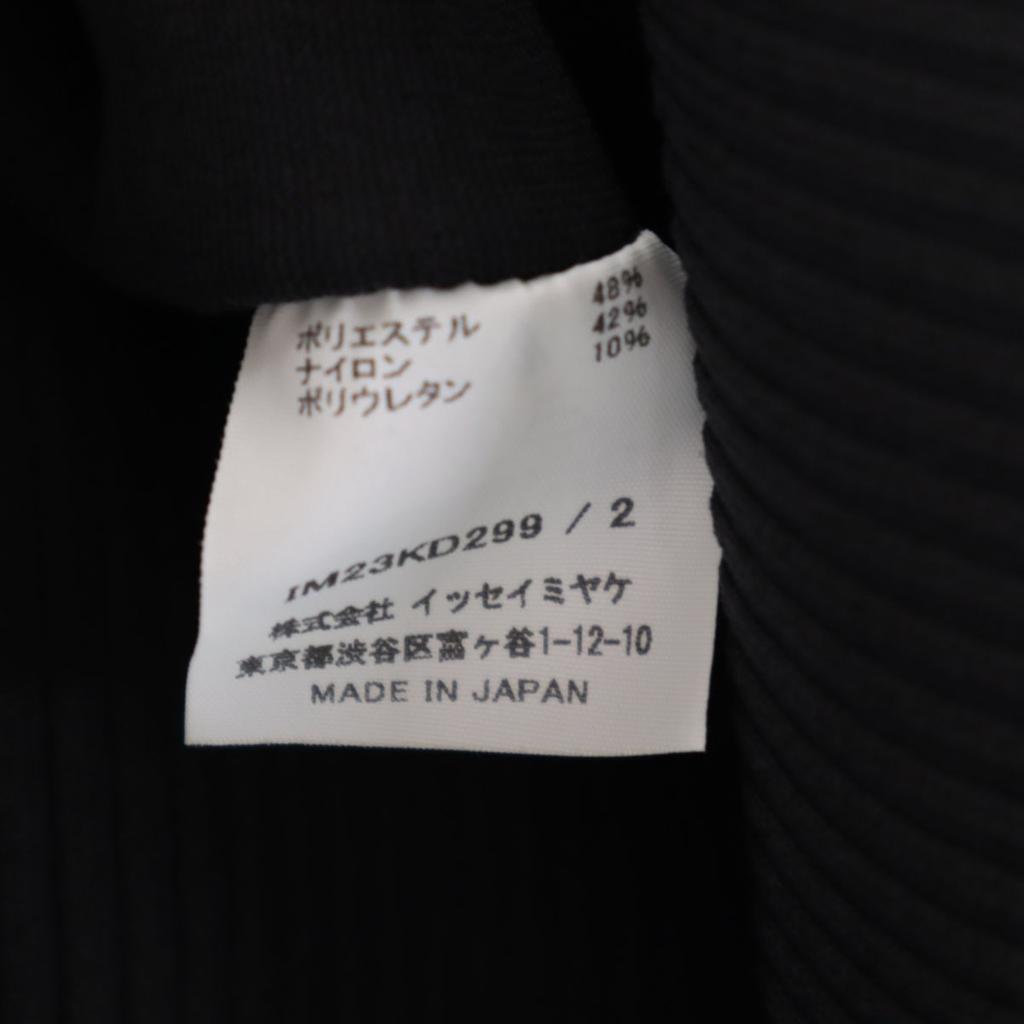 ポリエステル 48%
ナイロン 42%
ポリウレタン 10%
IM23KD299 / 2
株式会社 イッセイミヤケ
東京都渋谷区富ヶ谷1-12-10
MADE IN JAPAN